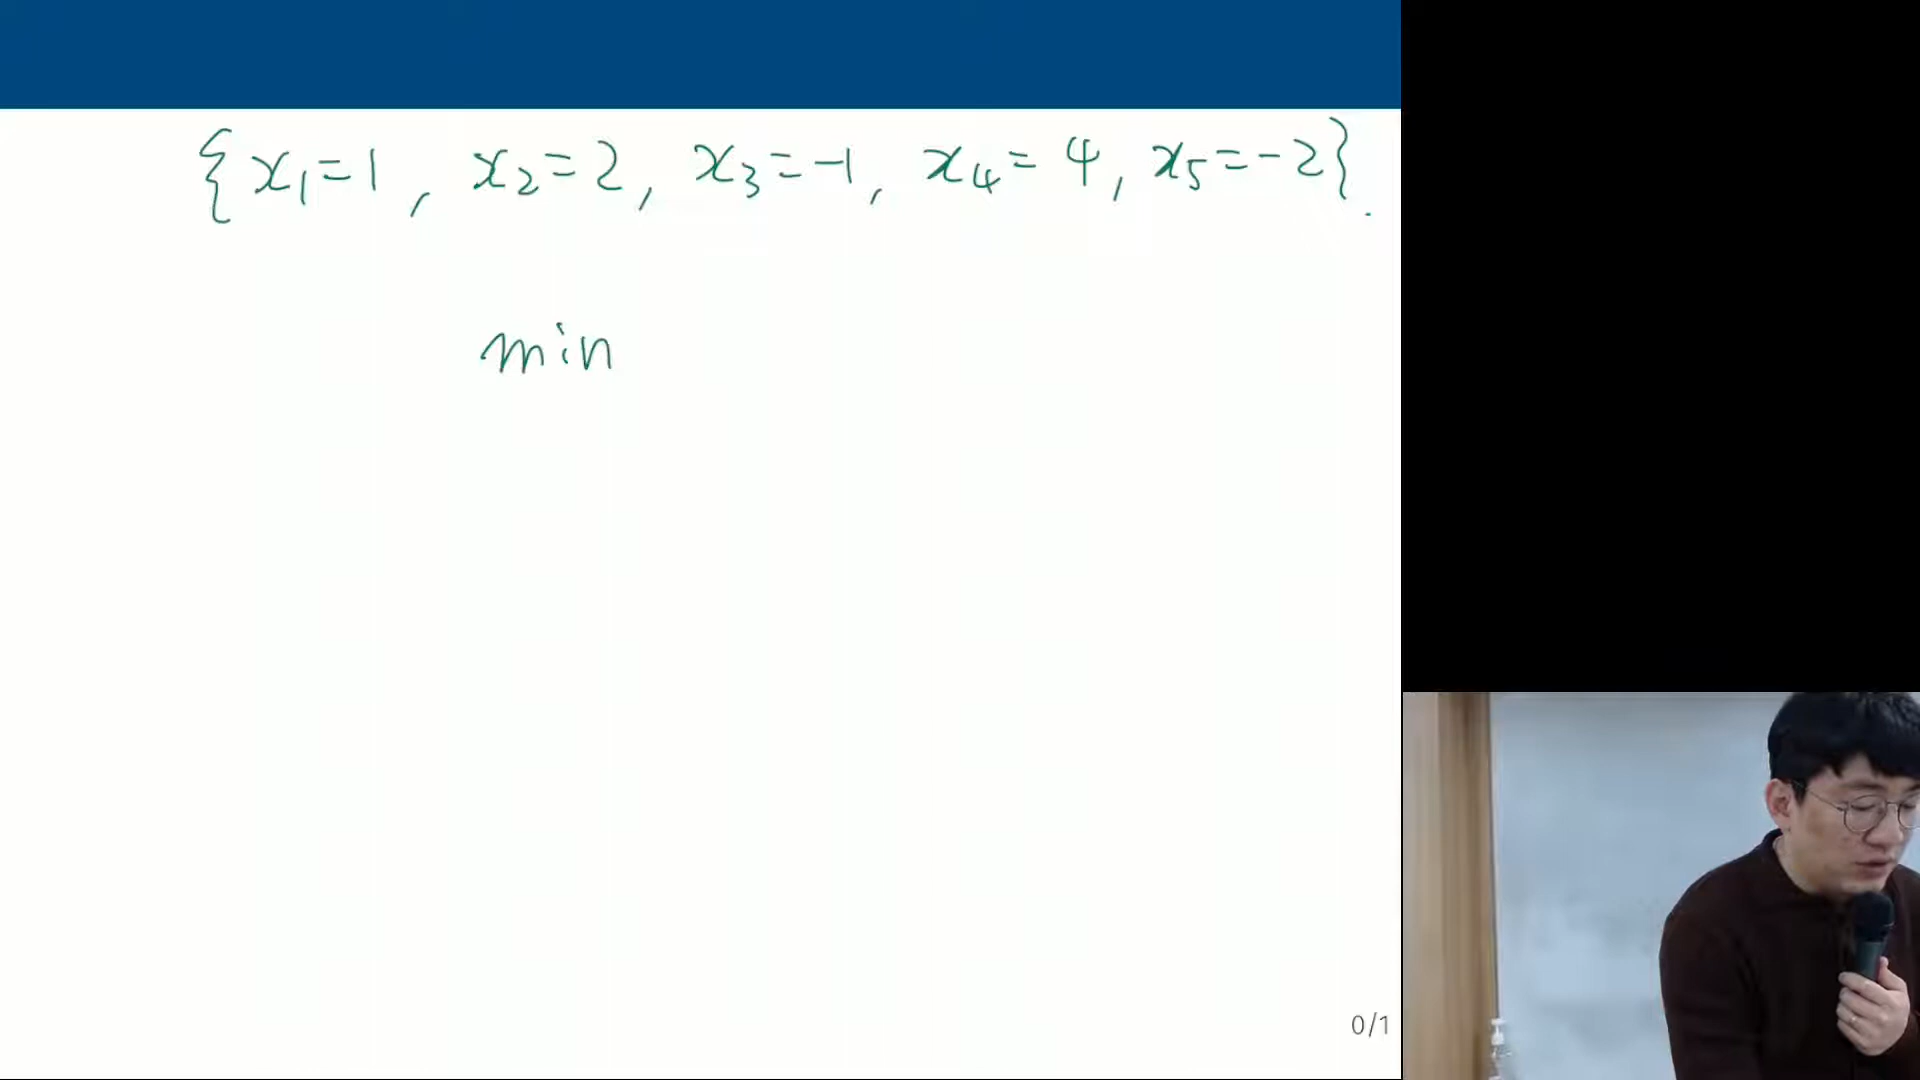 {x₁=1, x₂=2, x₃=-1, x₄=4, x₅=-2}.
min
0/1